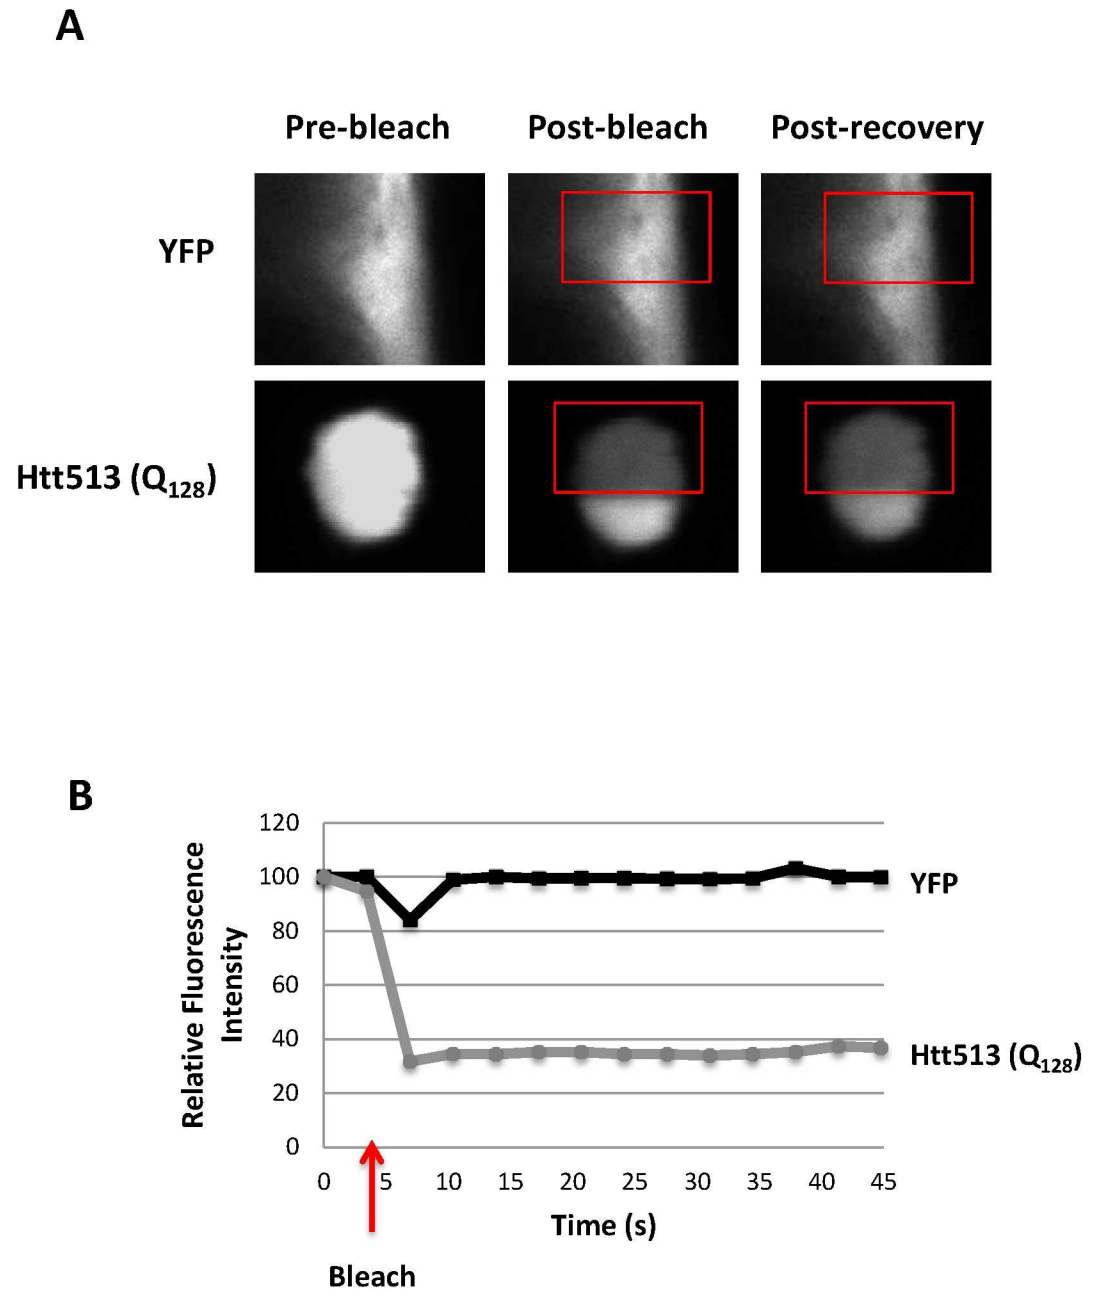 A
Pre-bleach Post-bleach Post-recovery
YFP
Htt513 (Q128)
B
Relative Fluorescence
Intensity
120
100
80
60
40
20
0
YFP
Htt513 (Q128)
0 5 10 15 20 25 30 35 40 45
Time (s)
Bleach